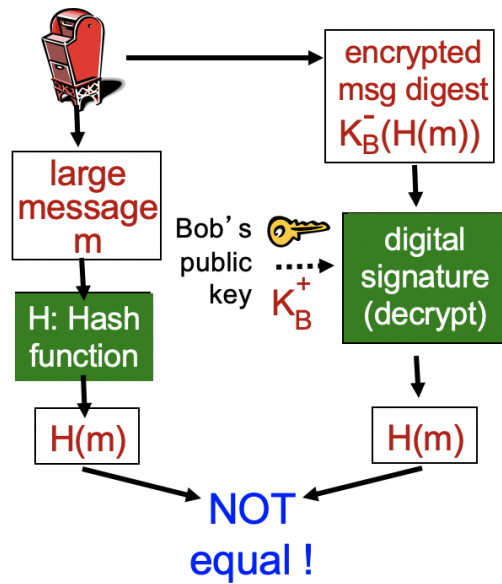 encrypted
msg digest
K_B^-(H(m))
large
message
m
Bob's
public
key
K_B^+
digital
signature
(decrypt)
H: Hash
function
H(m)
H(m)
NOT
equal !